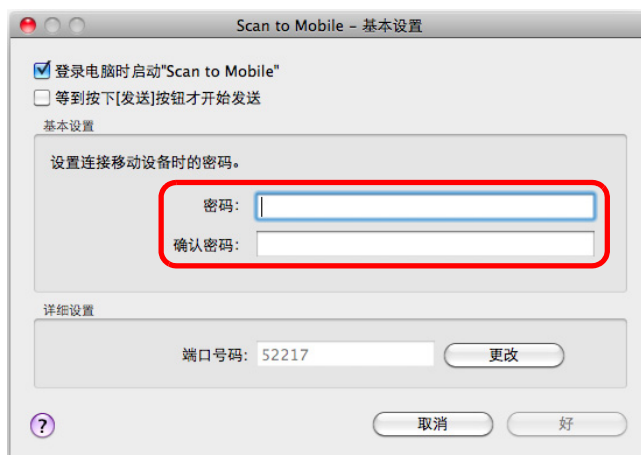 Scan to Mobile – 基本设置
登录电脑时启动"Scan to Mobile"
等到按下[发送]按钮才开始发送
基本设置
设置连接移动设备时的密码。
密码:
确认密码:
详细设置
端口号码: 52217 更改
? 取消 好